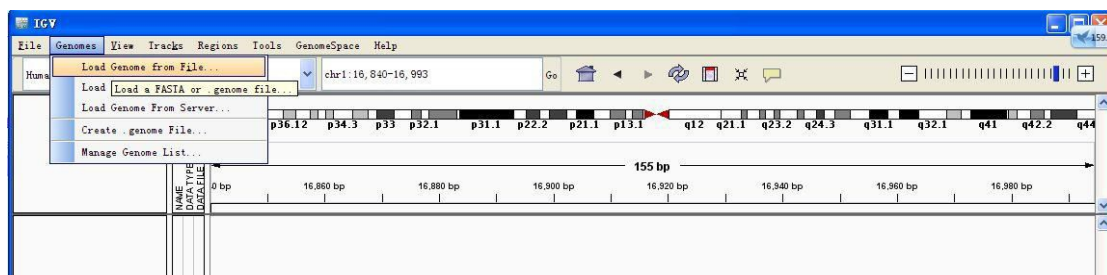 IGV
File Genomes View Tracks Regions Tools GenomeSpace Help
159.
Load Genome from File...
Huma
chr1:16,840-16,993
Go
Load
Load a FASTA or .genome file...
Load Genome From Server...
Create .genome File...
Manage Genome List...
p36.12 p34.3 p33 p32.1 p31.1 p22.2 p21.1 p13.1 q12 q21.1 q23.2 q24.3 q31.1 q32.1 q41 q42.2 q44
155 bp
0 bp 16,860 bp 16,880 bp 16,900 bp 16,920 bp 16,940 bp 16,960 bp 16,980 bp
NAME
DATA TYPE
DATA FILE